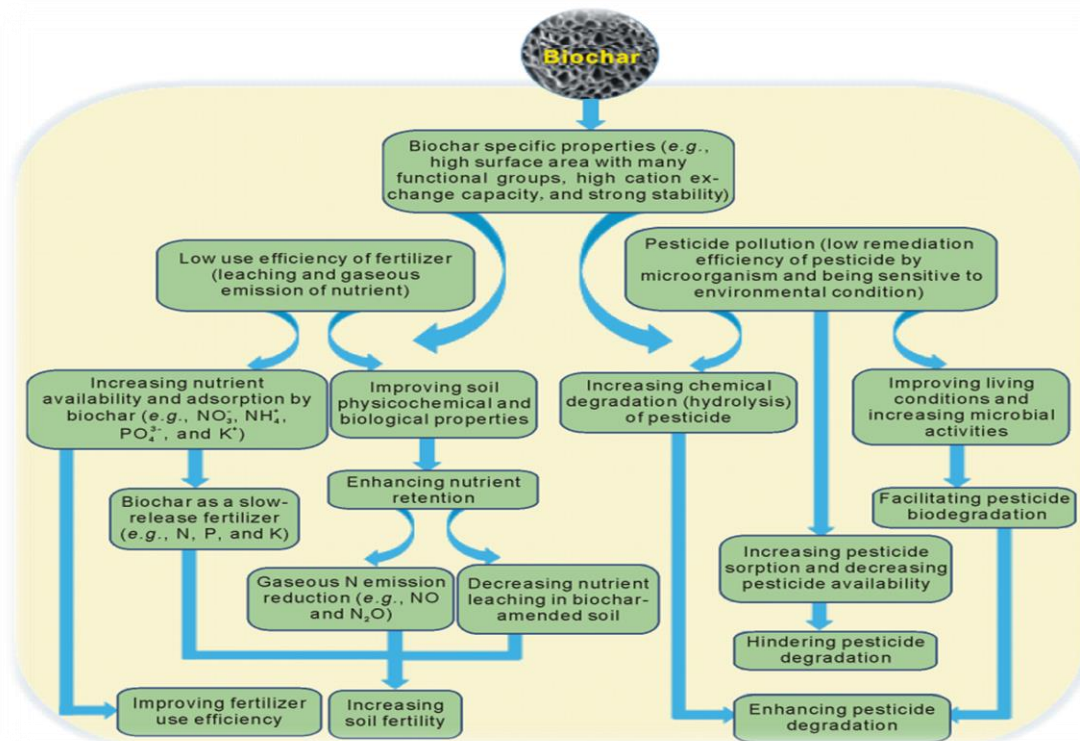 Biochar
Biochar specific properties (e.g.,
high surface area with many
functional groups, high cation ex-
change capacity, and strong stability)
Low use efficiency of fertilizer
(leaching and gaseous
emission of nutrient)
Pesticide pollution (low remediation
efficiency of pesticide by
microorganism and being sensitive to
environmental condition)
Increasing nutrient
availability and adsorption by
biochar (e.g., NO₃⁻, NH₄⁺,
PO₄³⁻, and K⁺)
Improving soil
physicochemical and
biological properties
Increasing chemical
degradation (hydrolysis)
of pesticide
Improving living
conditions and
increasing microbial
activities
Biochar as a slow-
release fertilizer
(e.g., N, P, and K)
Enhancing nutrient
retention
Facilitating pesticide
biodegradation
Gaseous N emission
reduction (e.g., NO
and N₂O)
Decreasing nutrient
leaching in biochar-
amended soil
Increasing pesticide
sorption and decreasing
pesticide availability
Hindering pesticide
degradation
Improving fertilizer
use efficiency
Increasing
soil fertility
Enhancing pesticide
degradation